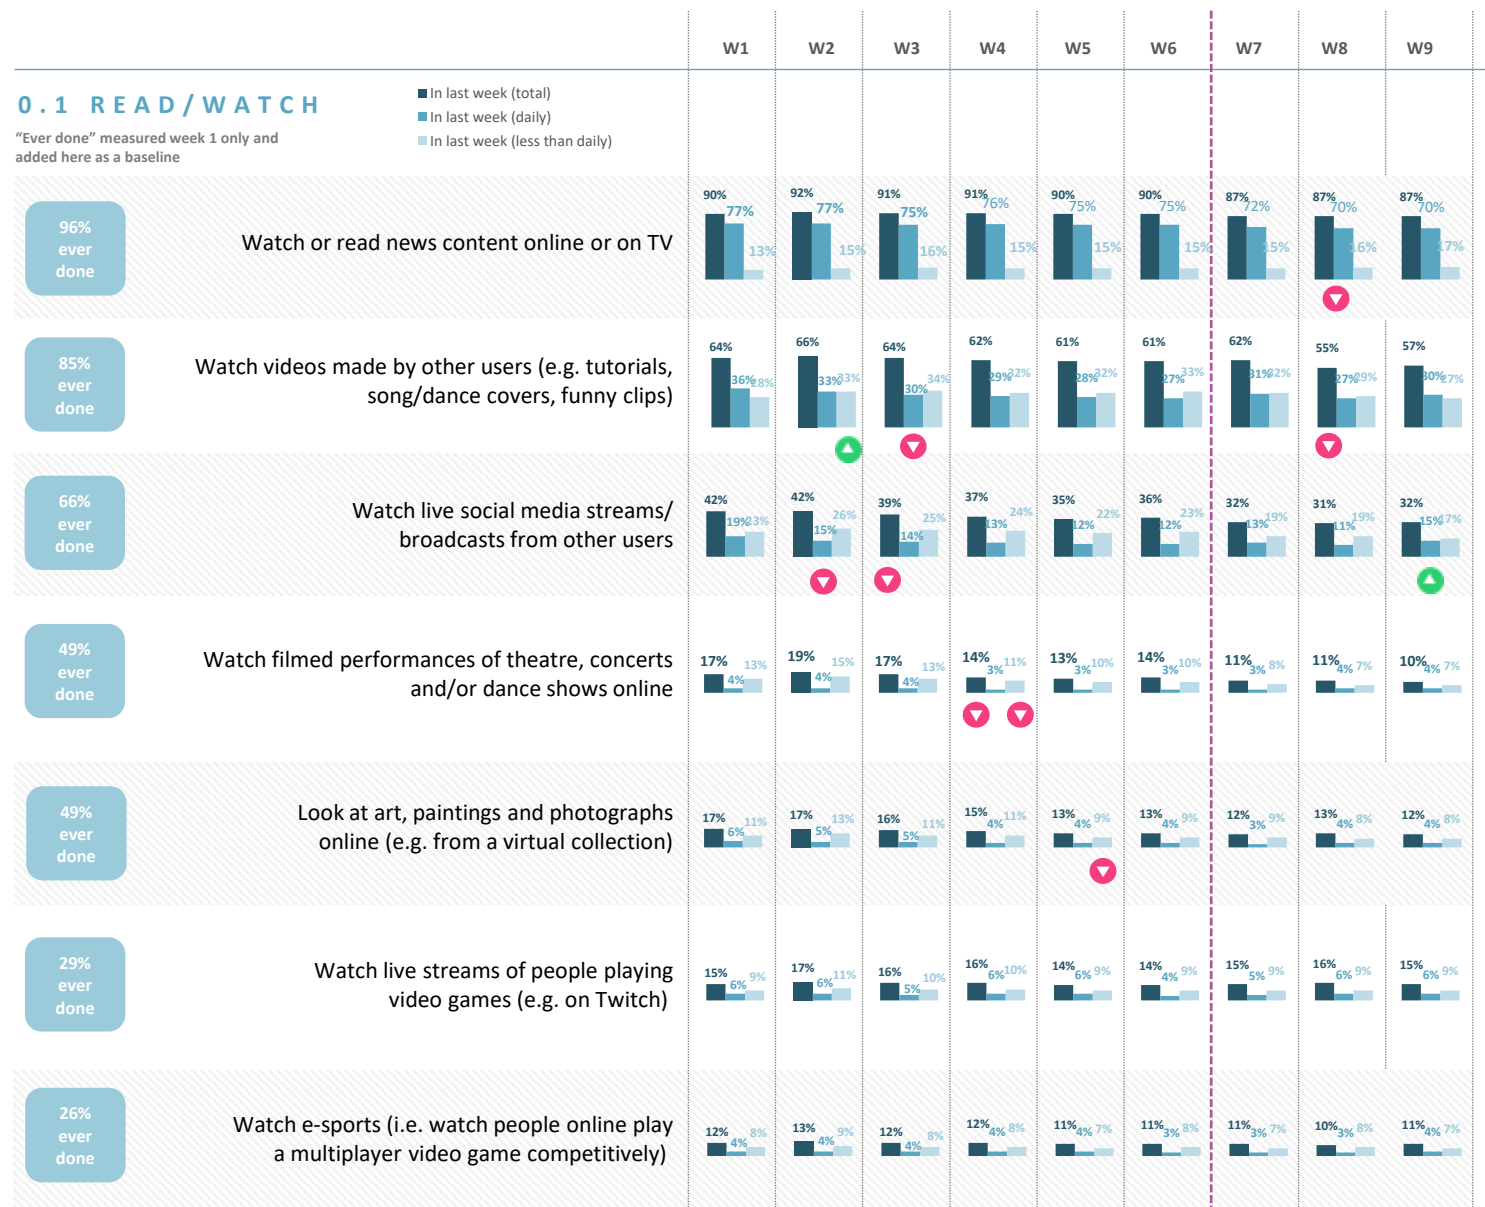 W1 W2 W3 W4 W5 W6 W7 W8 W9
0.1 READ/WATCH
"Ever done" measured week 1 only and
added here as a baseline
In last week (total)
In last week (daily)
In last week (less than daily)
96%
ever
done
Watch or read news content online or on TV
90% 77% 13% 92% 77% 15% 91% 75% 16% 91% 76% 15% 90% 75% 15% 90% 75% 15% 87% 72% 15% 87% 70% 16% 87% 70% 17%
85%
ever
done
Watch videos made by other users (e.g. tutorials,
song/dance covers, funny clips)
64% 36% 28% 66% 33% 33% 64% 30% 34% 62% 29% 32% 61% 28% 32% 61% 27% 33% 62% 31% 32% 55% 27% 29% 57% 30% 27%
66%
ever
done
Watch live social media streams/
broadcasts from other users
42% 19% 23% 42% 15% 26% 39% 14% 25% 37% 13% 24% 35% 12% 22% 36% 12% 23% 32% 13% 19% 31% 11% 19% 32% 15% 17%
49%
ever
done
Watch filmed performances of theatre, concerts
and/or dance shows online
17% 4% 13% 19% 4% 15% 17% 4% 13% 14% 3% 11% 13% 3% 10% 14% 3% 10% 11% 3% 8% 11% 4% 7% 10% 4% 7%
49%
ever
done
Look at art, paintings and photographs
online (e.g. from a virtual collection)
17% 6% 11% 17% 5% 13% 16% 5% 11% 15% 4% 11% 13% 4% 9% 13% 4% 9% 12% 3% 9% 13% 4% 8% 12% 4% 8%
29%
ever
done
Watch live streams of people playing
video games (e.g. on Twitch)
15% 6% 9% 17% 6% 11% 16% 5% 10% 16% 6% 10% 14% 6% 9% 14% 4% 9% 15% 5% 9% 16% 6% 9% 15% 6% 9%
26%
ever
done
Watch e-sports (i.e. watch people online play
a multiplayer video game competitively)
12% 4% 8% 13% 4% 9% 12% 4% 8% 12% 4% 8% 11% 4% 7% 11% 3% 8% 11% 3% 7% 10% 3% 8% 11% 4% 7%